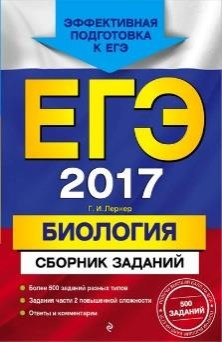 ЭФФЕКТИВНАЯ
ПОДГОТОВКА
К ЕГЭ
ЕГЭ
2017
Г. И. Лернер
БИОЛОГИЯ
СБОРНИК ЗАДАНИЙ
Более 500 заданий разных типов
Задания части 2 повышенной сложности
Ответы и комментарии
500
ЗАДАНИЙ